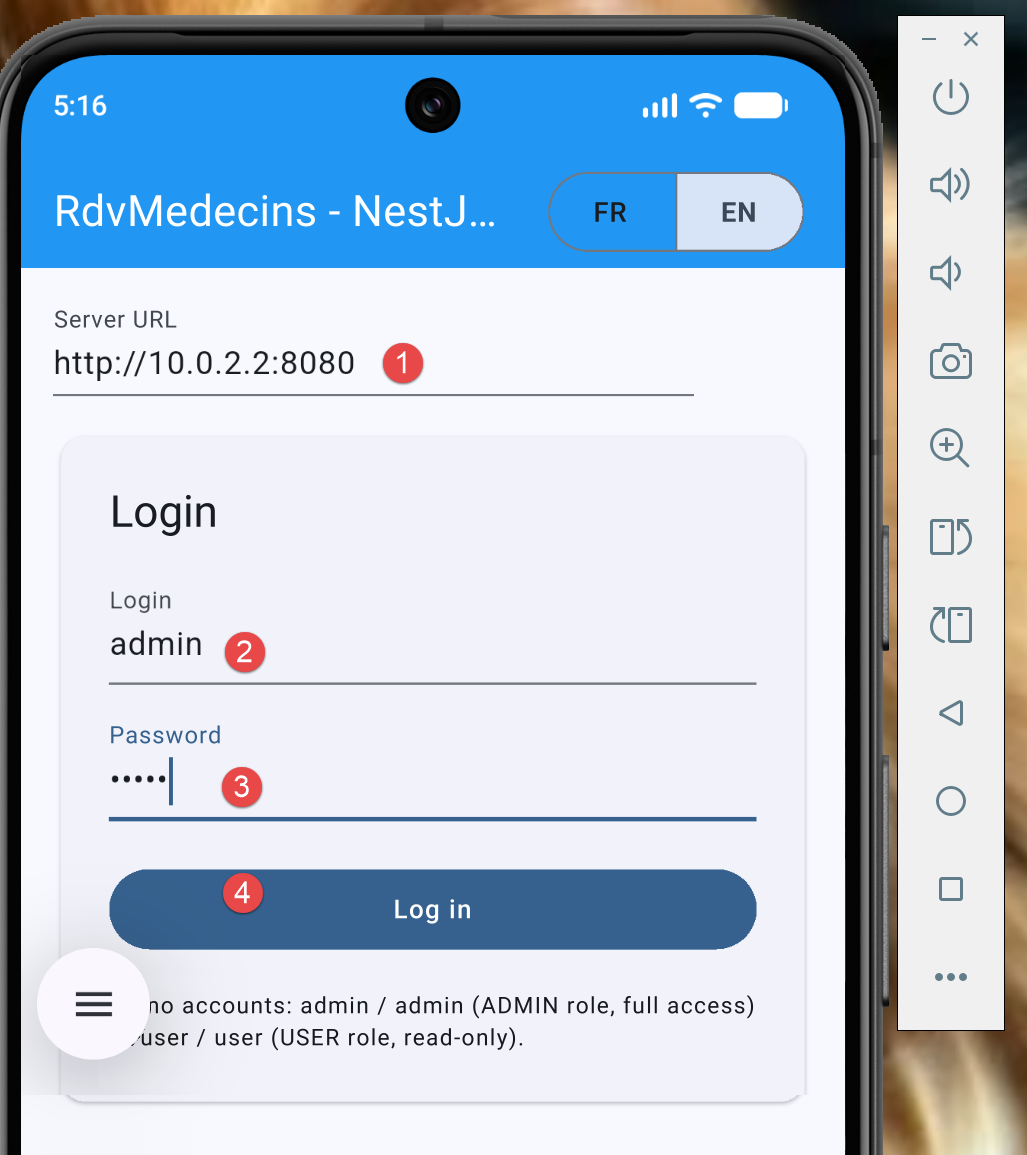 5:16
RdvMedecins - NestJ...
FR
EN
Server URL
http://10.0.2.2:8080
1
Login
Login
admin
2
Password
•••••
3
4
Log in
no accounts: admin / admin (ADMIN role, full access)
user / user (USER role, read-only).